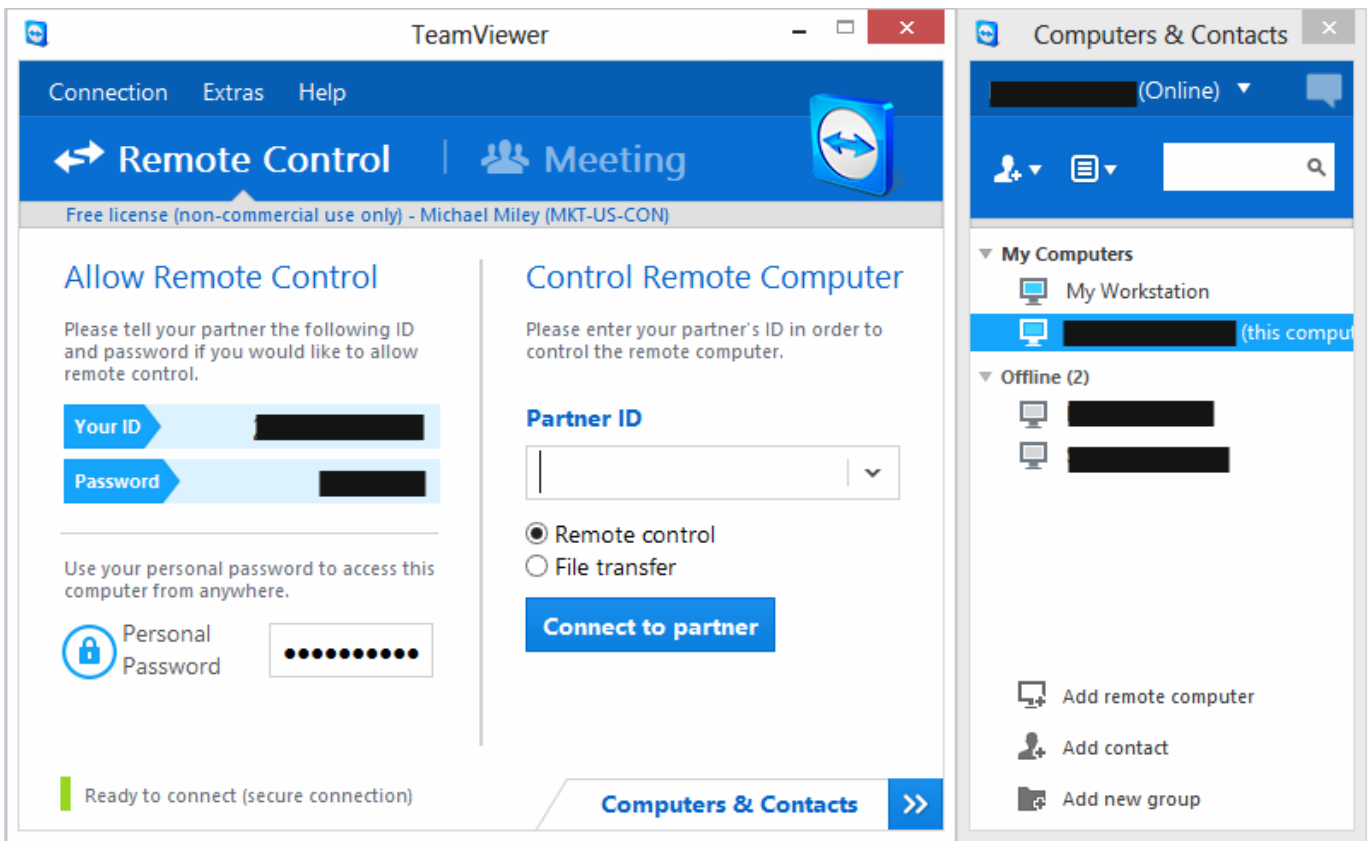 TeamViewer
Connection Extras Help
Remote Control
Meeting
Free license (non-commercial use only) - Michael Miley (MKT-US-CON)
Allow Remote Control
Please tell your partner the following ID
and password if you would like to allow
remote control.
Your ID
Password
Use your personal password to access this
computer from anywhere.
Personal
Password
Control Remote Computer
Please enter your partner's ID in order to
control the remote computer.
Partner ID
Remote control
File transfer
Connect to partner
Ready to connect (secure connection)
Computers & Contacts
Computers & Contacts
(Online)
My Computers
My Workstation
(this comput
Offline (2)
Add remote computer
Add contact
Add new group